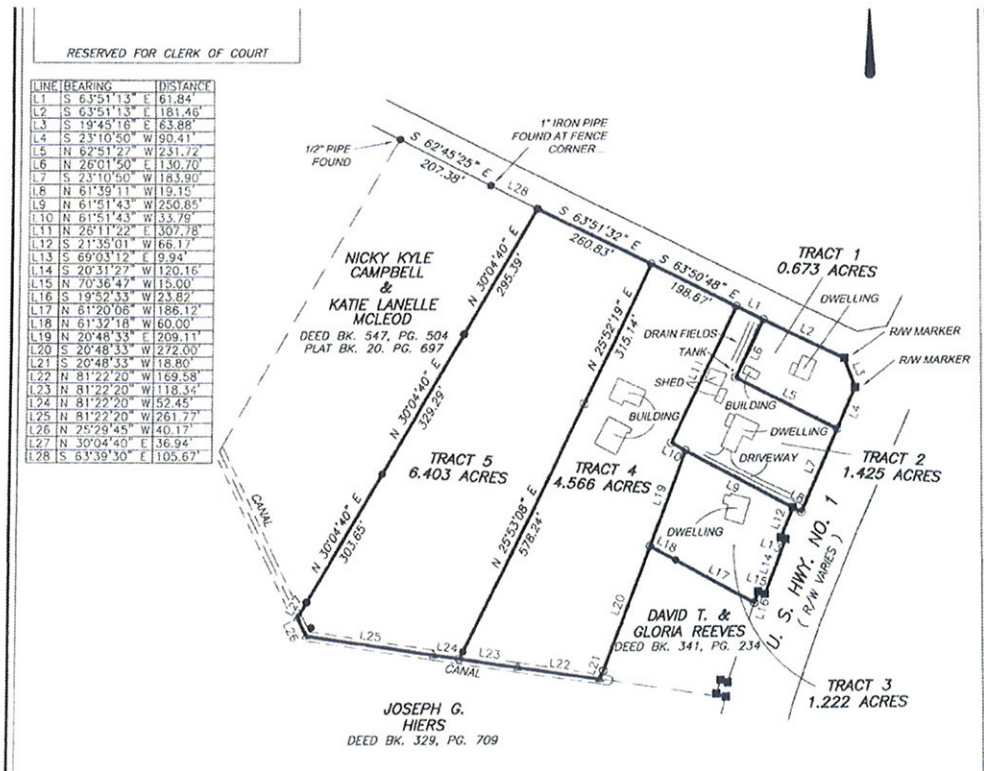 RESERVED FOR CLERK OF COURT
LINE BEARING DISTANCE
L1 S 63°51'13" E 61.84'
L2 S 63°51'13" E 181.46'
L3 S 19°45'16" E 63.88'
L4 S 23°10'50" W 90.41'
L5 N 62°51'27" W 231.72'
L6 N 26°01'50" E 130.70'
L7 S 23°10'50" W 183.90'
L8 N 61°39'11" W 19.15'
L9 N 61°51'43" W 250.85'
L10 N 61°51'43" W 33.79'
L11 N 26°11'22" E 307.78'
L12 S 21°35'01" W 66.17'
L13 S 69°03'12" E 9.94'
L14 S 20°31'27" W 120.16'
L15 N 70°36'47" W 15.00'
L16 S 19°52'33" W 23.82'
L17 N 61°20'06" W 186.12'
L18 N 61°32'18" W 60.00'
L19 N 20°48'33" E 209.11'
L20 S 20°48'33" W 272.00'
L21 S 20°48'33" W 18.80'
L22 N 81°22'20" W 169.58'
L23 N 81°22'20" W 118.34'
L24 N 81°22'20" W 52.45'
L25 N 81°22'20" W 261.77'
L26 N 25°29'45" W 40.17'
L27 N 30°04'40" E 36.94'
L28 S 63°39'30" E 105.67'
1/2" PIPE
FOUND
1" IRON PIPE
FOUND AT FENCE
CORNER
S 62°45'25" E
207.38'
L28
S 63°51'32" E
260.83'
S 63°50'48" E
198.67'
L1
L2
TRACT 1
0.673 ACRES
DWELLING
R/W MARKER
R/W MARKER
L3
L4
L5
L6
DRAIN FIELDS
TANK
SHED
L11
BUILDING
DWELLING
DRIVEWAY
TRACT 2
1.425 ACRES
L7
L8
L9
L10
NICKY KYLE
CAMPBELL
&
KATIE LANELLE
MCLEOD
DEED BK. 547, PG. 504
PLAT BK. 20, PG. 697
N 30°04'40" E
295.39'
N 30°04'40" E
329.29'
N 30°04'40" E
303.65'
TRACT 5
6.403 ACRES
N 25°52'19" E
315.14'
N 25°53'08" E
578.24'
BUILDING
TRACT 4
4.566 ACRES
L19
DWELLING
L12
L13
L14
L15
L16
L17
L18
L20
L21
U. S. HWY. NO. 1
( R/W VARIES )
DAVID T. &
GLORIA REEVES
DEED BK. 341, PG. 234
TRACT 3
1.222 ACRES
CANAL
L27
L26
L25
L24
L23
L22
CANAL
JOSEPH G.
HIERS
DEED BK. 329, PG. 709